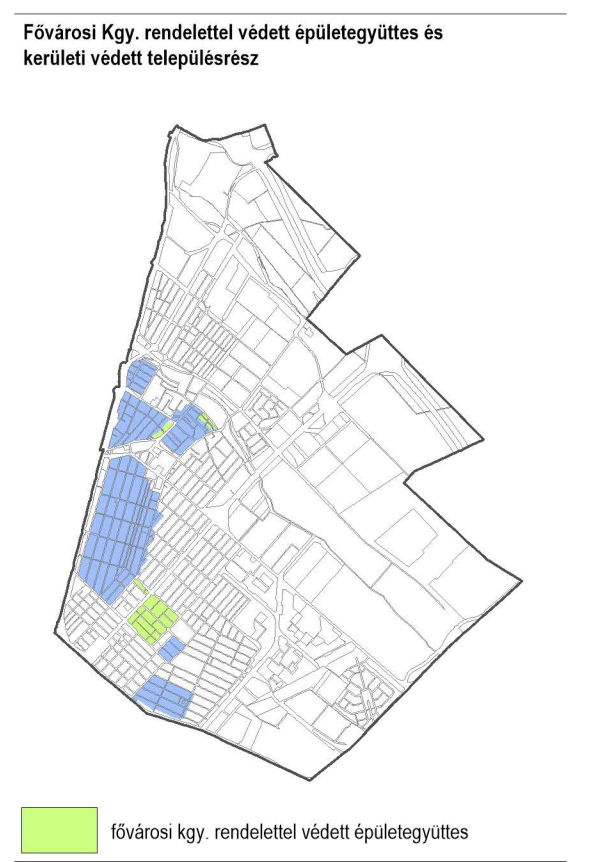 Fővárosi Kgy. rendelettel védett épületegyüttes és
kerületi védett településrész
fővárosi kgy. rendelettel védett épületegyüttes